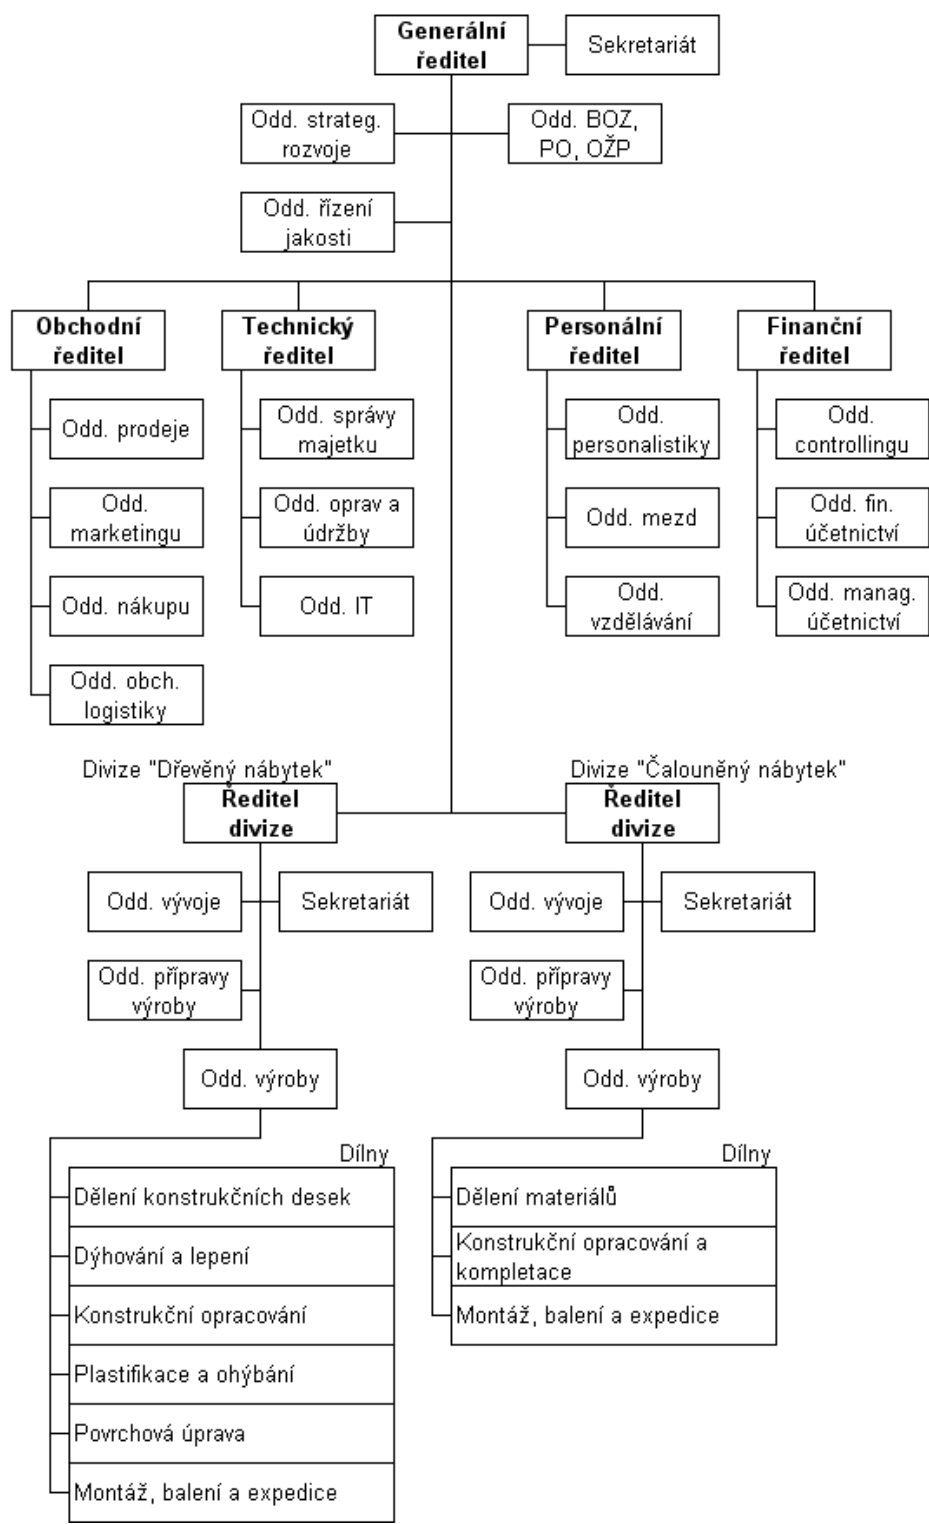 Generální
ředitel
Sekretariát
Odd. strateg.
rozvoje
Odd. BOZ,
PO, OŽP
Odd. řízení
jakosti
Obchodní
ředitel
Technický
ředitel
Personální
ředitel
Finanční
ředitel
Odd. prodeje
Odd.
marketingu
Odd. nákupu
Odd. obch.
logistiky
Odd. správy
majetku
Odd. oprav a
údržby
Odd. IT
Odd.
personalistiky
Odd. mezd
Odd.
vzdělávání
Odd.
controllingu
Odd. fin.
účetnictví
Odd. manag.
účetnictví
Divize "Dřevěný nábytek"
Ředitel
divize
Odd. vývoje
Sekretariát
Odd. přípravy
výroby
Odd. výroby
Dílny
Dělení konstrukčních desek
Dýhování a lepení
Konstrukční opracování
Plastifikace a ohýbání
Povrchová úprava
Montáž, balení a expedice
Divize "Čalouněný nábytek"
Ředitel
divize
Odd. vývoje
Sekretariát
Odd. přípravy
výroby
Odd. výroby
Dílny
Dělení materiálů
Konstrukční opracování a
kompletace
Montáž, balení a expedice